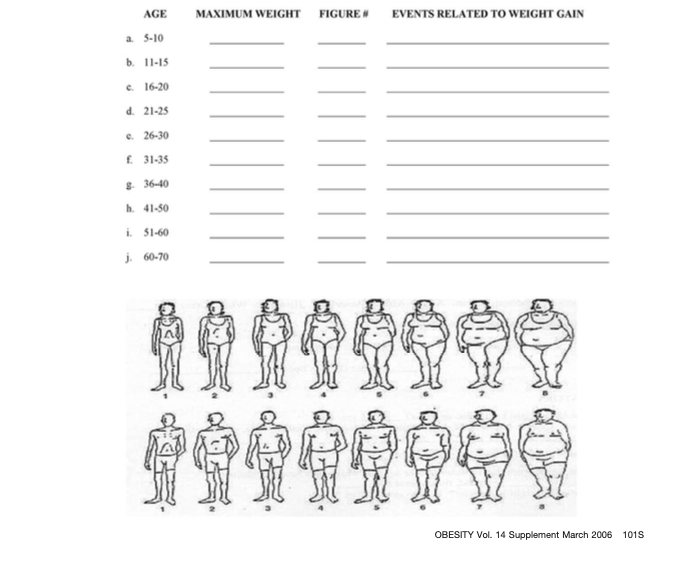 AGE MAXIMUM WEIGHT FIGURE # EVENTS RELATED TO WEIGHT GAIN
a. 5-10
b. 11-15
c. 16-20
d. 21-25
e. 26-30
f. 31-35
g. 36-40
h. 41-50
i. 51-60
j. 60-70
1 2 3 4 5 6 7 8
1 2 3 4 5 6 7 8
OBESITY Vol. 14 Supplement March 2006 101S